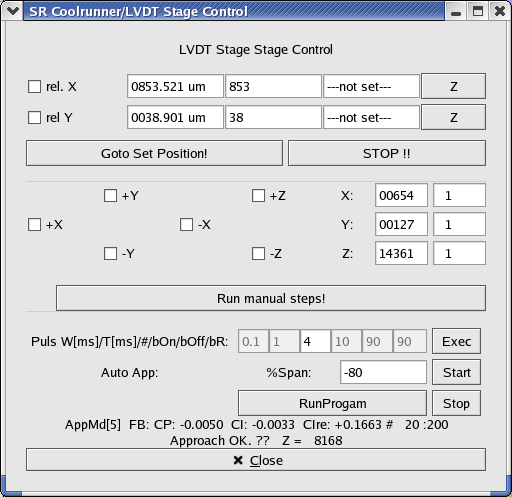 SR Coolrunner/LVDT Stage Control
LVDT Stage Stage Control
rel. X 0853.521 um 853 ---not set--- Z
rel Y 0038.901 um 38 ---not set--- Z
Goto Set Position! STOP !!
+Y +Z X: 00654 1
+X -X Y: 00127 1
-Y -Z Z: 14361 1
Run manual steps!
Puls W[ms]/T[ms]/#/bOn/bOff/bR: 0.1 1 4 10 90 90 Exec
Auto App: %Span: -80 Start
RunProgam Stop
AppMd[5] FB: CP: -0.0050 CI: -0.0033 CIre: +0.1663 # 20 :200
Approach OK. ?? Z = 8168
Close